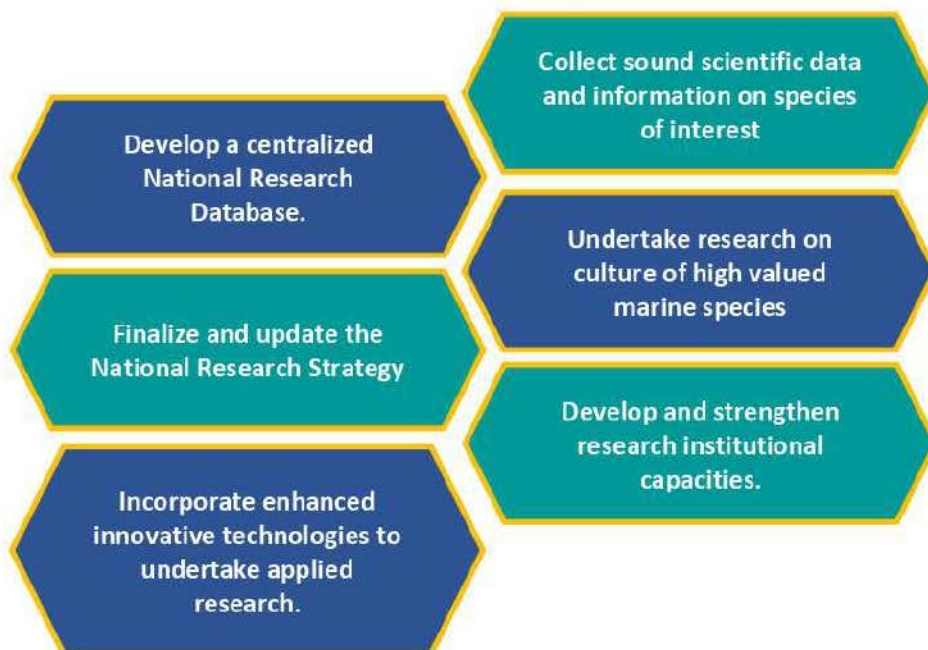 Collect sound scientific data
and information on species
of interest
Develop a centralized
National Research
Database.
Undertake research on
culture of high valued
marine species
Finalize and update the
National Research Strategy
Develop and strengthen
research institutional
capacities.
Incorporate enhanced
innovative technologies to
undertake applied
research.